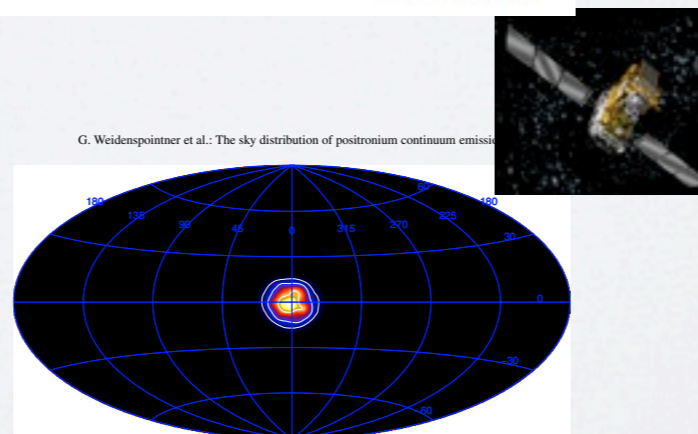 G. Weidenspointner et al.: The sky distribution of positronium continuum emissi
60
180 135 90 45 0 315 270 225 180
30
0
-30
-60